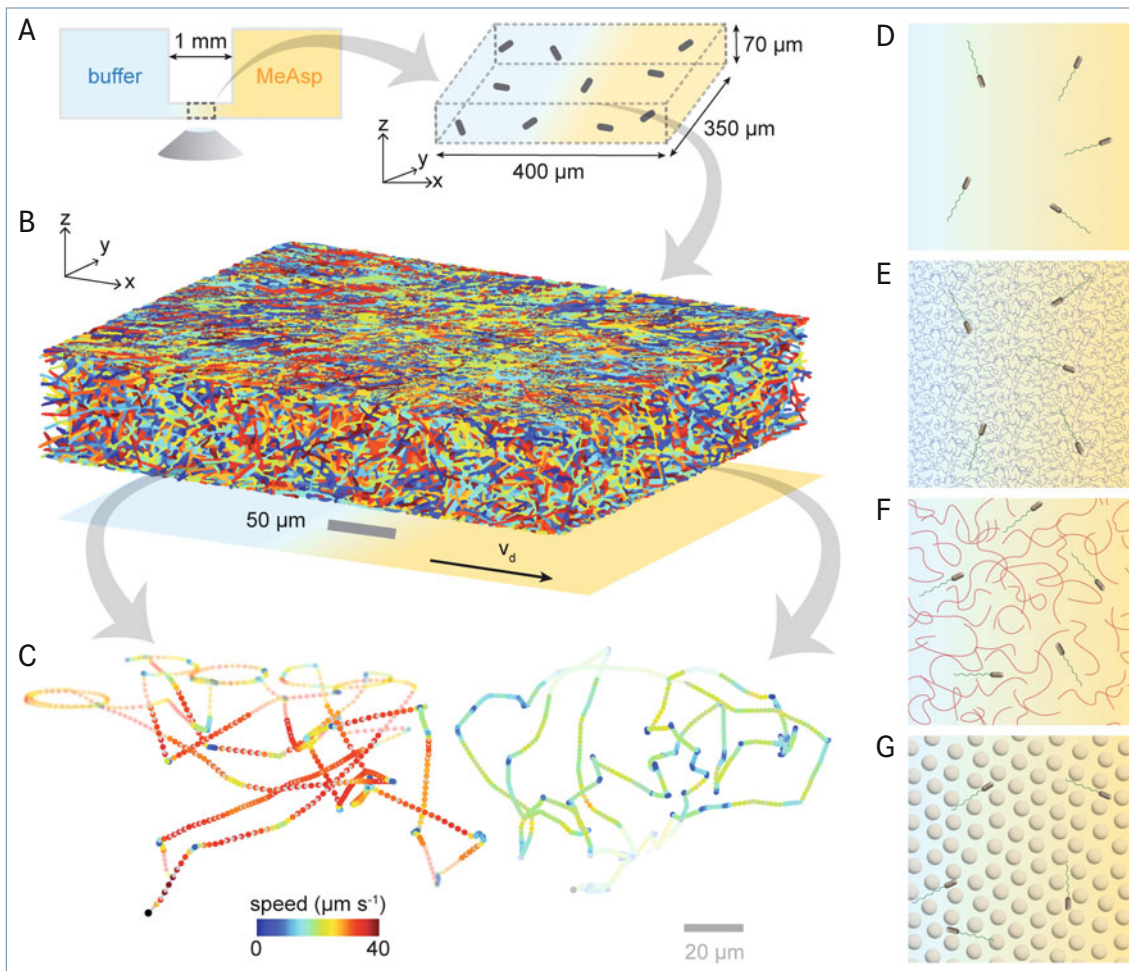 A
1 mm
buffer
MeAsp
70 µm
350 µm
400 µm
z
y
x
B
z
y
x
50 µm
v_d
C
speed (µm s⁻¹)
0
40
20 µm
D
E
F
G